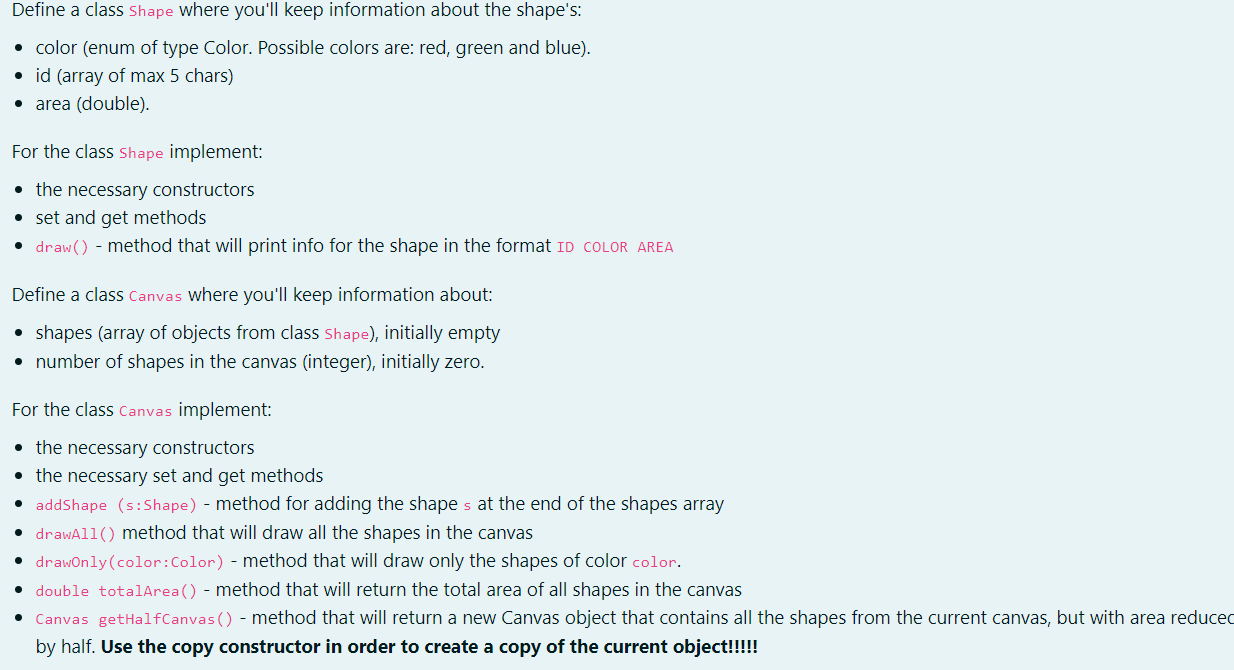 Define a class Shape where you'll keep information about the shape's:
• color (enum of type Color. Possible colors are: red, green and blue).
• id (array of max 5 chars)
• area (double).
For the class Shape implement:
• the necessary constructors
• set and get methods
• draw() - method that will print info for the shape in the format ID COLOR AREA
Define a class Canvas where you'll keep information about:
• shapes (array of objects from class Shape), initially empty
• number of shapes in the canvas (integer), initially zero.
For the class Canvas implement:
• the necessary constructors
• the necessary set and get methods
• addShape (s:Shape) - method for adding the shape s at the end of the shapes array
• drawAll() method that will draw all the shapes in the canvas
• drawOnly(color:Color) - method that will draw only the shapes of color color.
• double totalArea() - method that will return the total area of all shapes in the canvas
• Canvas getHalfCanvas() - method that will return a new Canvas object that contains all the shapes from the current canvas, but with area reduced
by half. Use the copy constructor in order to create a copy of the current object!!!!!